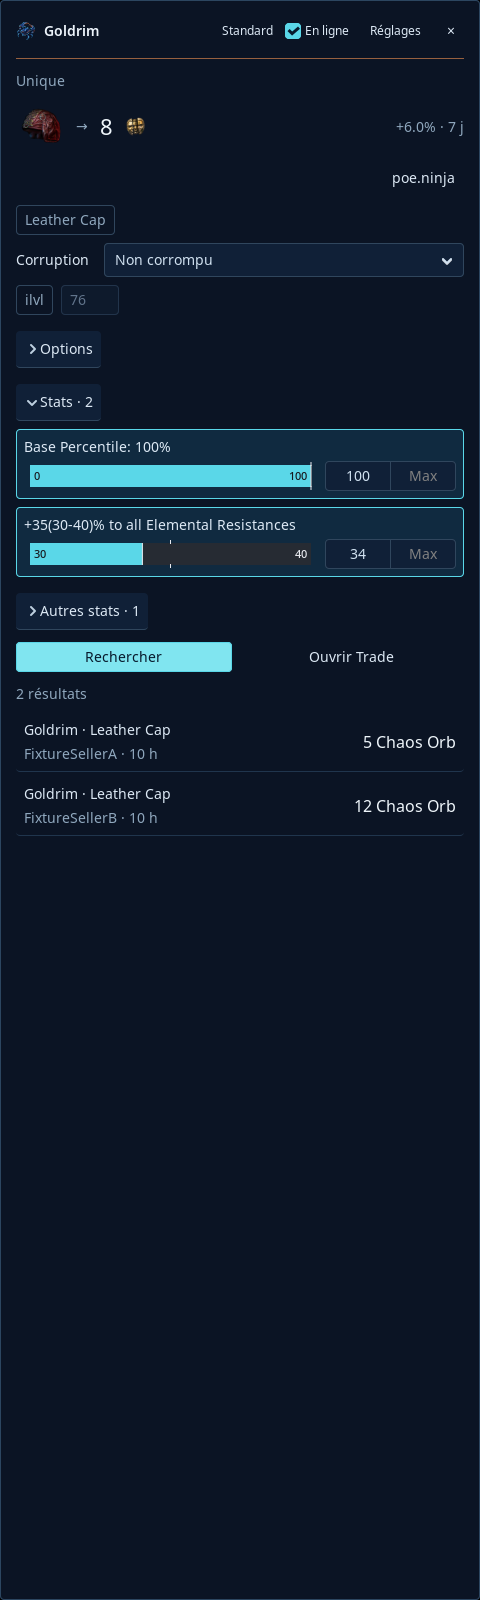 Goldrim Standard En ligne Réglages ×
Unique
→ 8 +6.0% · 7 j
poe.ninja
Leather Cap
Corruption Non corrompu
ilvl 76
Options
Stats · 2
Base Percentile: 100%
0 100 100 Max
+35(30-40)% to all Elemental Resistances
30 40 34 Max
Autres stats · 1
Rechercher Ouvrir Trade
2 résultats
Goldrim · Leather Cap
5 Chaos Orb
FixtureSellerA · 10 h
Goldrim · Leather Cap
12 Chaos Orb
FixtureSellerB · 10 h